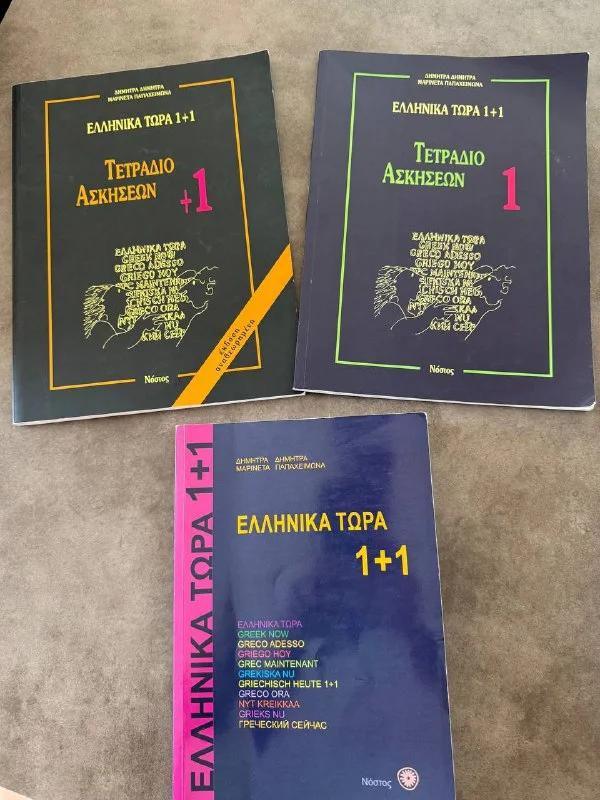 ΔΗΜΗΤΡΑ ΔΗΜΗΤΡΑ
ΜΑΡΙΝΕΤΑ ΠΑΠΑΧΕΙΜΩΝΑ
ΕΛΛΗΝΙΚΑ ΤΩΡΑ 1+1
ΤΕΤΡΑΔΙΟ
ΑΣΚΗΣΕΩΝ
+1
ΕΛΛΗΝΙΚΑ ΤΩΡΑ
GREEK NOW
GRECO ADESSO
GRIEGO HOY
GRECO ORA
έκδοση
αναθεωρημένη
Νόστος
ΔΗΜΗΤΡΑ ΔΗΜΗΤΡΑ
ΜΑΡΙΝΕΤΑ ΠΑΠΑΧΕΙΜΩΝΑ
ΕΛΛΗΝΙΚΑ ΤΩΡΑ 1+1
ΤΕΤΡΑΔΙΟ
ΑΣΚΗΣΕΩΝ
1
ΕΛΛΗΝΙΚΑ ΤΩΡΑ
GREEK NOW
GRECO ADESSO
GRIEGO HOY
GRECO ORA
Νόστος
ΕΛΛΗΝΙΚΑ ΤΩΡΑ 1+1
ΔΗΜΗΤΡΑ ΔΗΜΗΤΡΑ
ΜΑΡΙΝΕΤΑ ΠΑΠΑΧΕΙΜΩΝΑ
ΕΛΛΗΝΙΚΑ ΤΩΡΑ
1+1
ΕΛΛΗΝΙΚΑ ΤΩΡΑ
GREEK NOW
GRECO ADESSO
GRIEGO HOY
GREC MAINTENANT
GREKISKA NU
GRIECHISCH HEUTE 1+1
GRECO ORA
NYT KREIKKAA
GRIEKS NU
ГРЕЧЕСКИЙ СЕЙЧАС
Νόστος